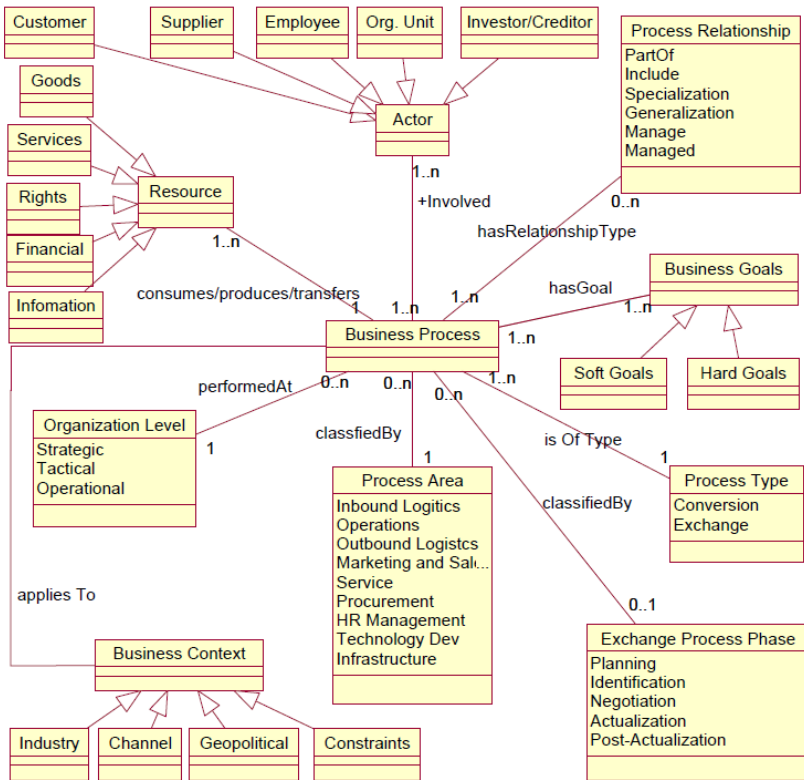 Customer
Supplier
Employee
Org. Unit
Investor/Creditor
Process Relationship
PartOf
Include
Specialization
Generalization
Manage
Managed
Goods
Services
Rights
Financial
Infomation
Resource
1..n
Actor
1..n
+Involved
0..n
hasRelationshipType
consumes/produces/transfers
1
1..n
1..n
hasGoal
1..n
Business Goals
Soft Goals
Hard Goals
Business Process
1..n
0..n
0..n
0..n
1..n
performedAt
Organization Level
Strategic
Tactical
Operational
1
classfiedBy
1
Process Area
Inbound Logitics
Operations
Outbound Logistcs
Marketing and Sal...
Service
Procurement
HR Management
Technology Dev
Infrastructure
is Of Type
1
Process Type
Conversion
Exchange
classifiedBy
0..1
Exchange Process Phase
Planning
Identification
Negotiation
Actualization
Post-Actualization
applies To
Business Context
Industry
Channel
Geopolitical
Constraints